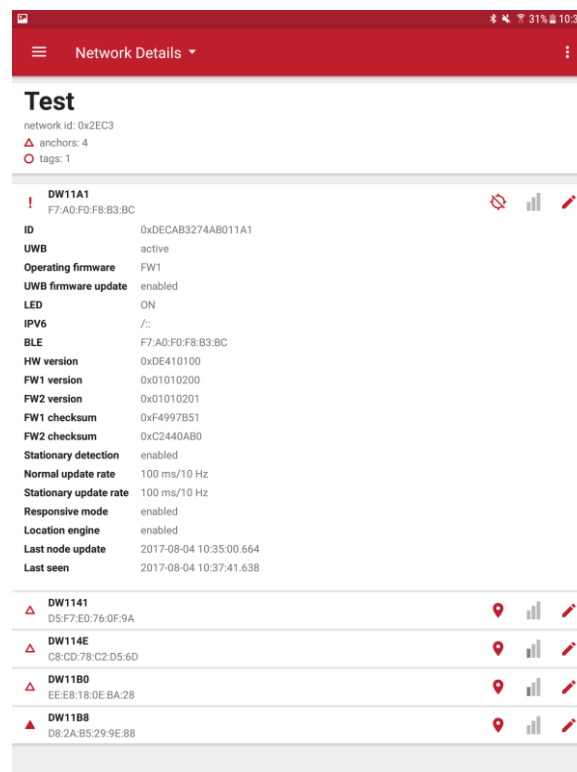 31% 10:3
Network Details
Test
network id: 0x2EC3
anchors: 4
tags: 1
DW11A1
F7:A0:F0:F8:B3:BC
ID 0xDECAB3274AB011A1
UWB active
Operating firmware FW1
UWB firmware update enabled
LED ON
IPV6 /::
BLE F7:A0:F0:F8:B3:BC
HW version 0xDE410100
FW1 version 0x01010200
FW2 version 0x01010201
FW1 checksum 0xF4997B51
FW2 checksum 0xC2440AB0
Stationary detection enabled
Normal update rate 100 ms/10 Hz
Stationary update rate 100 ms/10 Hz
Responsive mode enabled
Location engine enabled
Last node update 2017-08-04 10:35:00.664
Last seen 2017-08-04 10:37:41.638
DW1141
D5:F7:E0:76:0F:9A
DW114E
C8:CD:78:C2:D5:6D
DW11B0
EE:E8:18:0E:BA:28
DW11B8
D8:2A:B5:29:9E:88